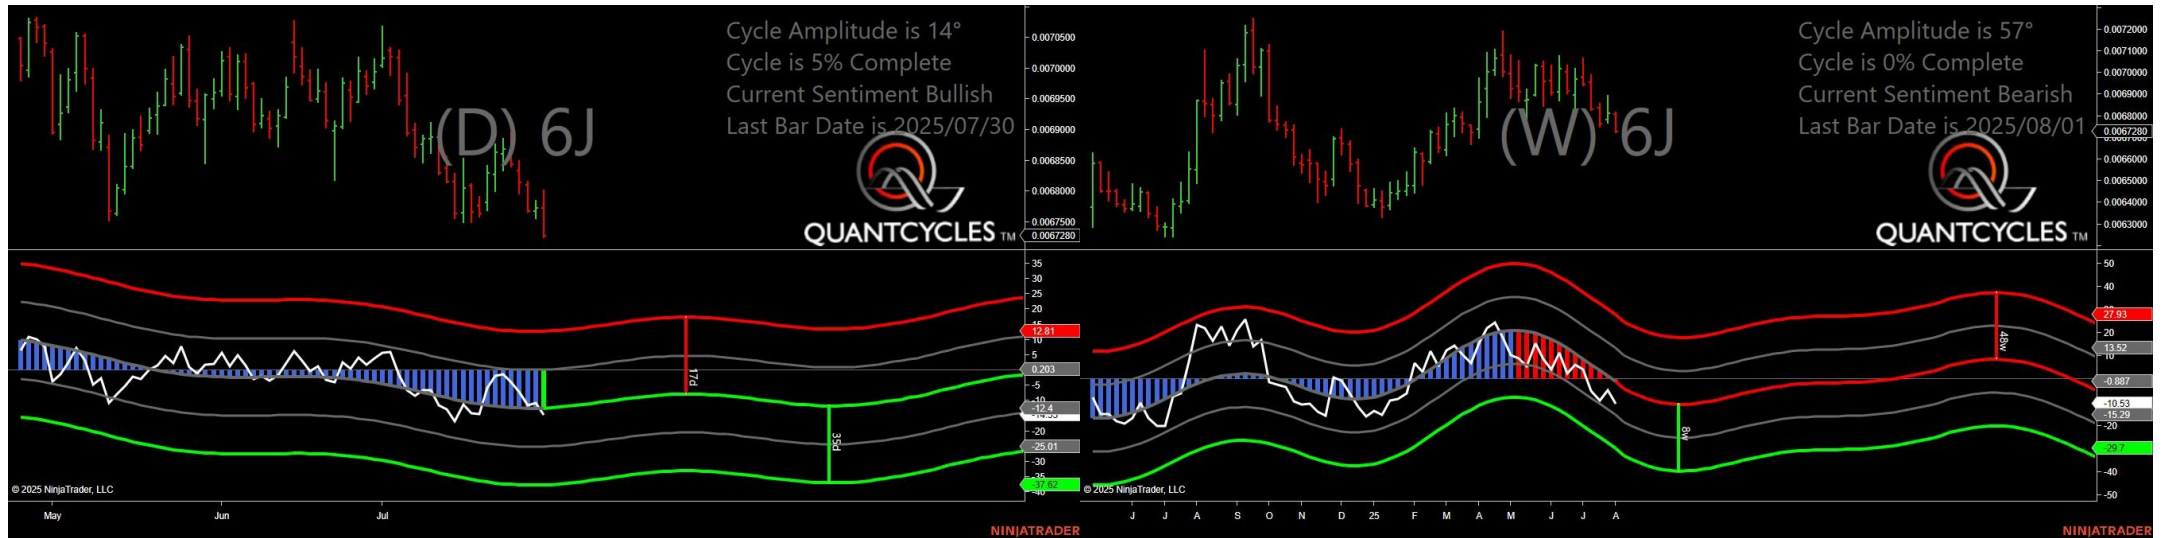 Cycle Amplitude is 14°
Cycle is 5% Complete
Current Sentiment Bullish
Last Bar Date is 2025/07/30
(D) 6J
QUANTCYCLES TM
0.0070500
0.0070000
0.0069500
0.0069000
0.0068500
0.0068000
0.0067500
0.0067280
35
30
25
20
15
12.81
10
5
0.203
-5
-10
-12.4
-20
-25.01
-30
-35
-37.62
-40
17d
35d
© 2025 NinjaTrader, LLC
May
Jun
Jul
NINJATRADER
Cycle Amplitude is 57°
Cycle is 0% Complete
Current Sentiment Bearish
Last Bar Date is 2025/08/01
(W) 6J
QUANTCYCLES TM
0.0072000
0.0071000
0.0070000
0.0069000
0.0068000
0.0067280
0.0066000
0.0065000
0.0064000
0.0063000
50
40
27.93
20
13.52
10
-0.887
-10.53
-15.29
-20
-29.7
-40
-50
48w
8w
© 2025 NinjaTrader, LLC
J
J
A
S
O
N
D
25
F
M
A
M
J
J
A
NINJATRADER